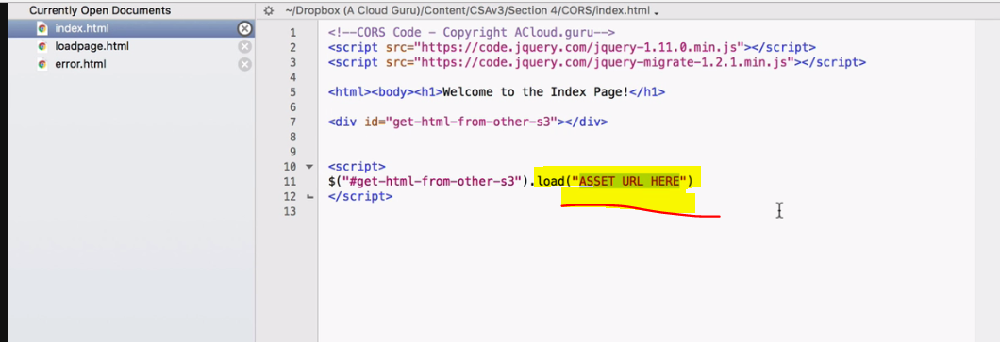 Currently Open Documents
index.html
loadpage.html
error.html
~/Dropbox (A Cloud Guru)/Content/CSAv3/Section 4/CORS/index.html
1 <!--CORS Code - Copyright ACloud.guru-->
2 <script src="https://code.jquery.com/jquery-1.11.0.min.js"></script>
3 <script src="https://code.jquery.com/jquery-migrate-1.2.1.min.js"></script>
4
5 <html><body><h1>Welcome to the Index Page!</h1>
6
7 <div id="get-html-from-other-s3"></div>
8
9
10 <script>
11 $("#get-html-from-other-s3").load("ASSET URL HERE")
12 </script>
13